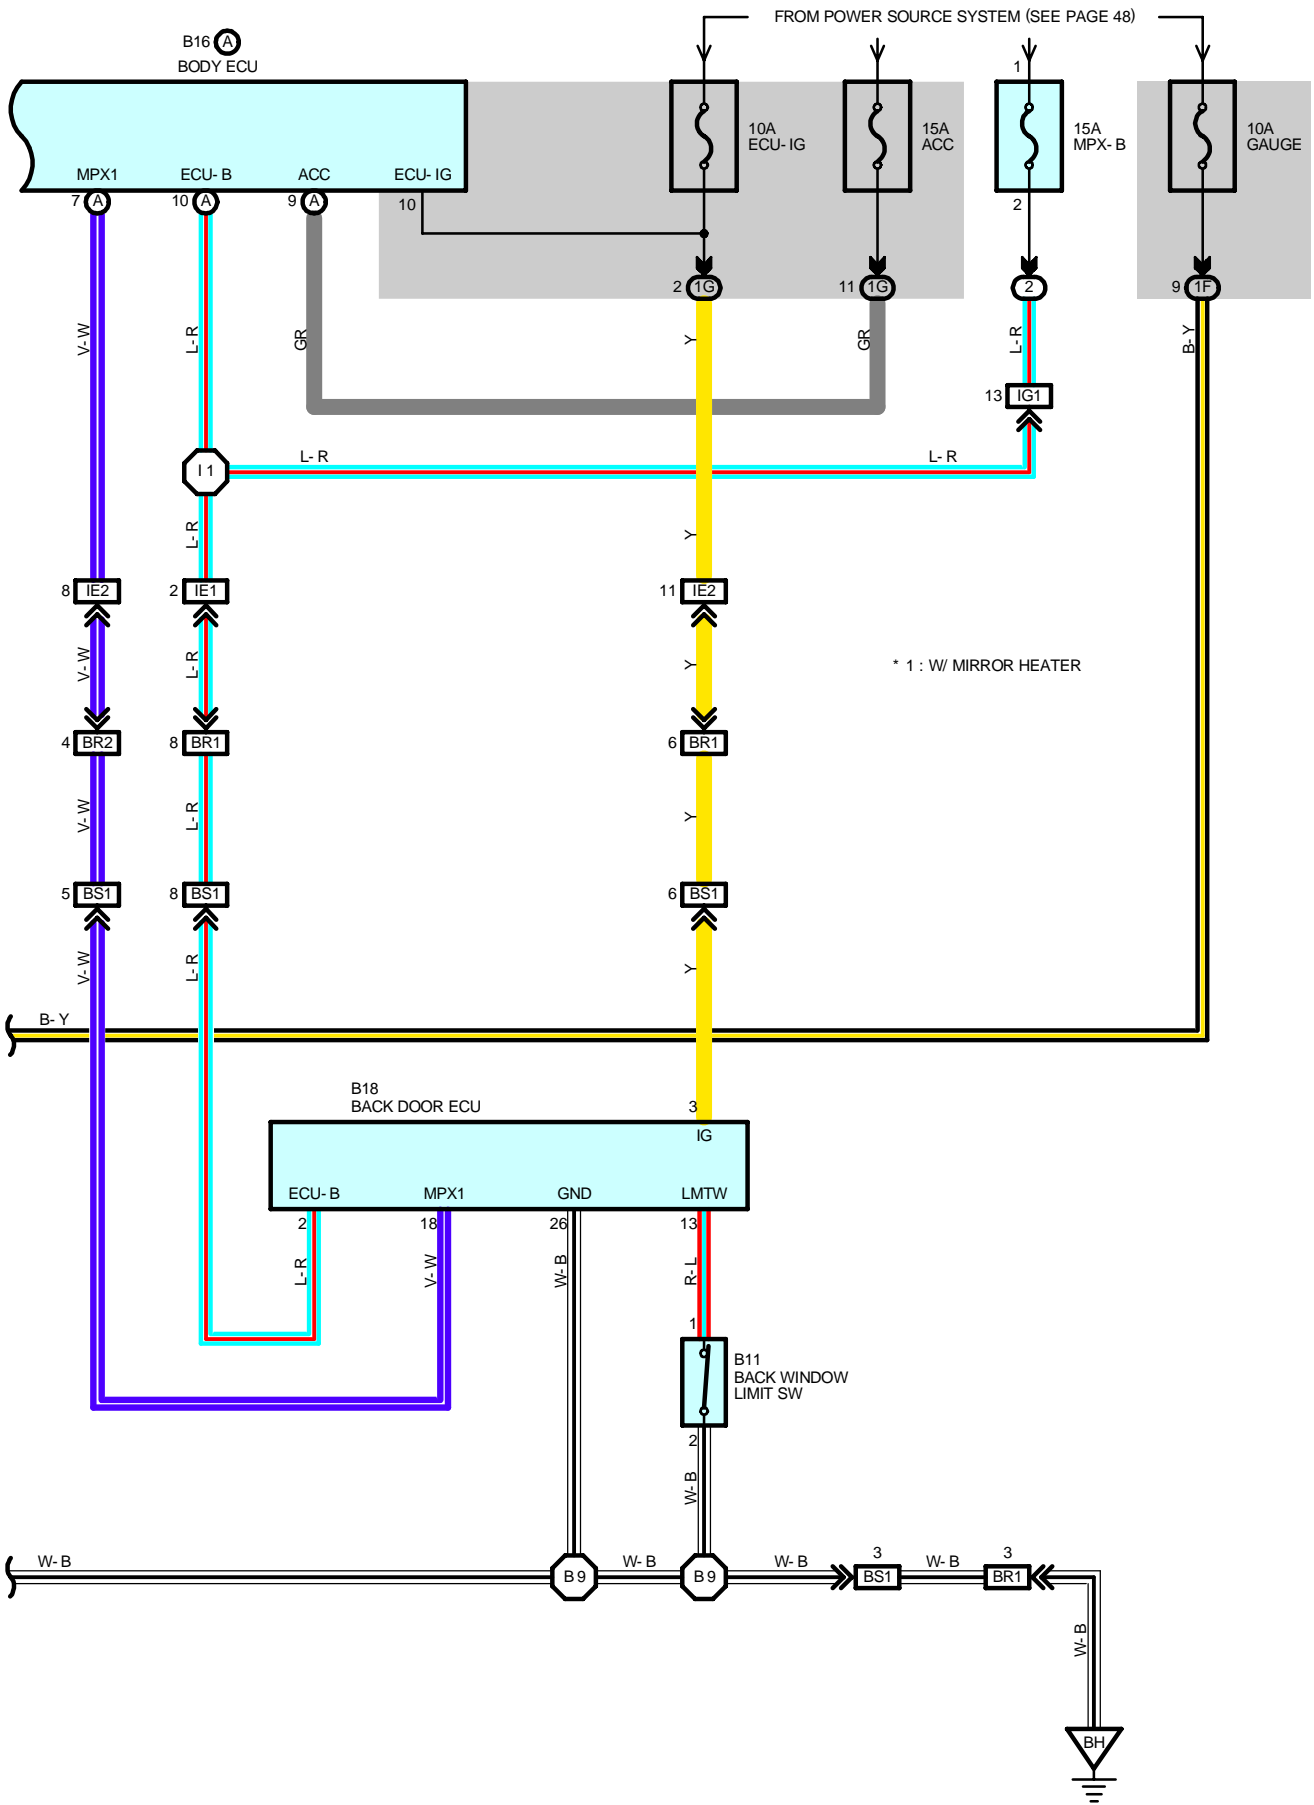 FROM POWER SOURCE SYSTEM (SEE PAGE 48)
B16 A
BODY ECU
1
10A
ECU- IG
15A
ACC
15A
MPX- B
10A
GAUGE
MPX1 ECU- B ACC ECU- IG
7 A 10 A 9 A 10 2
2 1G 11 1G 2 9 1F
V- W L- R GR Y GR L- R B- Y
13 IG1
L- R L- R
I 1
L- R Y
8 IE2 2 IE1 11 IE2
V- W L- R Y * 1 : W/ MIRROR HEATER
4 BR2 8 BR1 6 BR1
V- W L- R Y
5 BS1 8 BS1 6 BS1
V- W L- R Y
B- Y
B18
BACK DOOR ECU 3
IG
ECU- B MPX1 GND LMTW
2 18 26 13
L- R V- W W- B R- L
1
B11
BACK WINDOW
LIMIT SW
2
W- B
W- B W- B W- B 3 W- B 3
B 9 B 9 BS1 BR1
W- B
BH